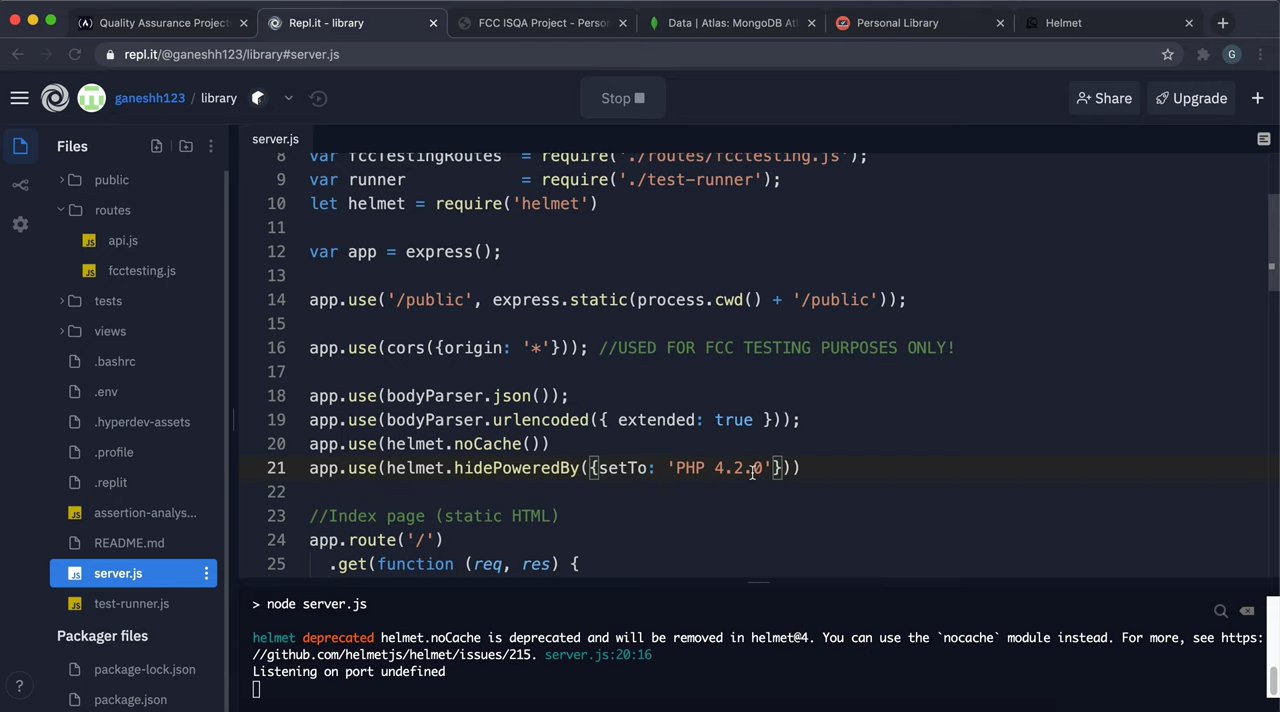 Quality Assurance Project
Repl.it - library
FCC ISQA Project - Perso
Data | Atlas: MongoDB Atl
Personal Library
Helmet
repl.it/@ganeshh123/library#server.js
G
ganeshh123 / library
Stop
Share
Upgrade
Files
public
routes
JS api.js
JS fcctesting.js
tests
views
.bashrc
.env
.hyperdev-assets
.profile
.replit
JS assertion-analys...
README.md
JS server.js
JS test-runner.js
Packager files
package-lock.json
package.json
?
server.js
8 var fccTestingRoutes = require('./routes/fcctesting.js');
9 var runner = require('./test-runner');
10 let helmet = require('helmet')
11
12 var app = express();
13
14 app.use('/public', express.static(process.cwd() + '/public'));
15
16 app.use(cors({origin: '*'})); //USED FOR FCC TESTING PURPOSES ONLY!
17
18 app.use(bodyParser.json());
19 app.use(bodyParser.urlencoded({ extended: true }));
20 app.use(helmet.noCache())
21 app.use(helmet.hidePoweredBy({setTo: 'PHP 4.2.0'}))
22
23 //Index page (static HTML)
24 app.route('/')
25 .get(function (req, res) {
> node server.js
helmet deprecated helmet.noCache is deprecated and will be removed in helmet@4. You can use the `nocache` module instead. For more, see https:
//github.com/helmetjs/helmet/issues/215. server.js:20:16
Listening on port undefined